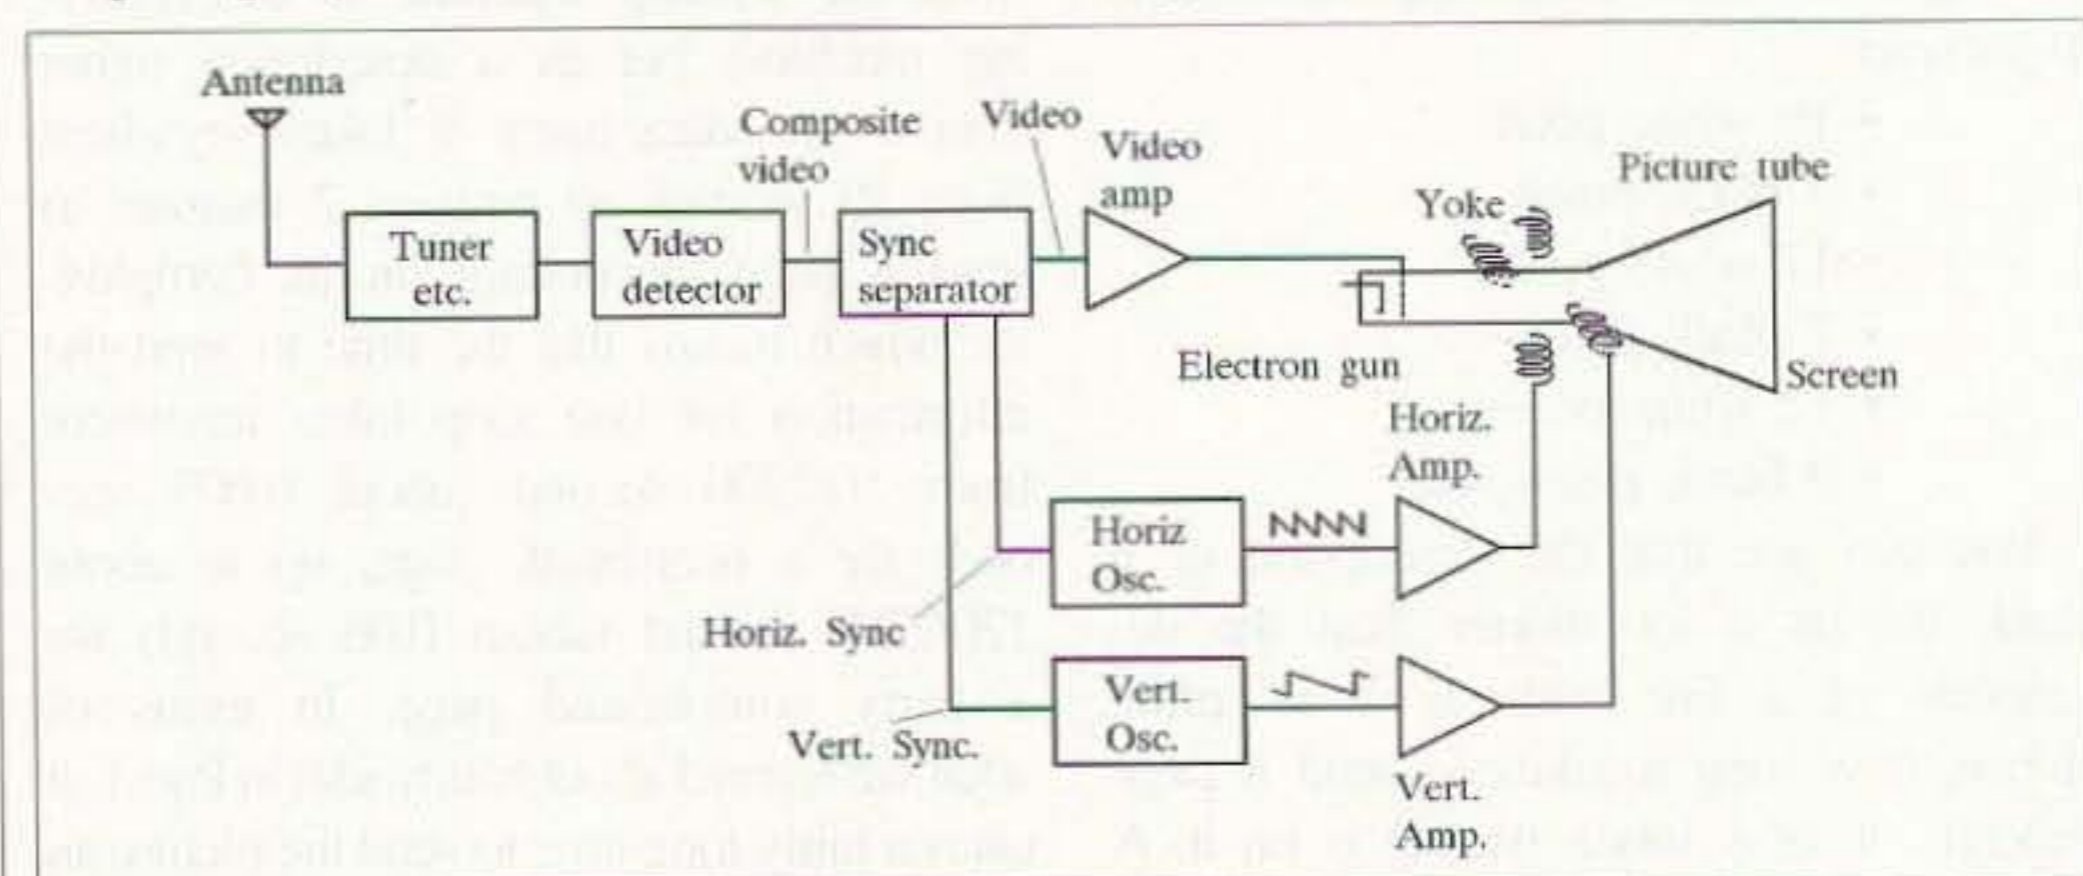 Antenna
Composite
video
Video
Video
amp
Picture tube
Yoke
Tuner
etc.
Video
detector
Sync
separator
Electron gun
Screen
Horiz.
Amp.
Horiz
Osc.
Horiz. Sync
Vert.
Osc.
Vert. Sync.
Vert.
Amp.